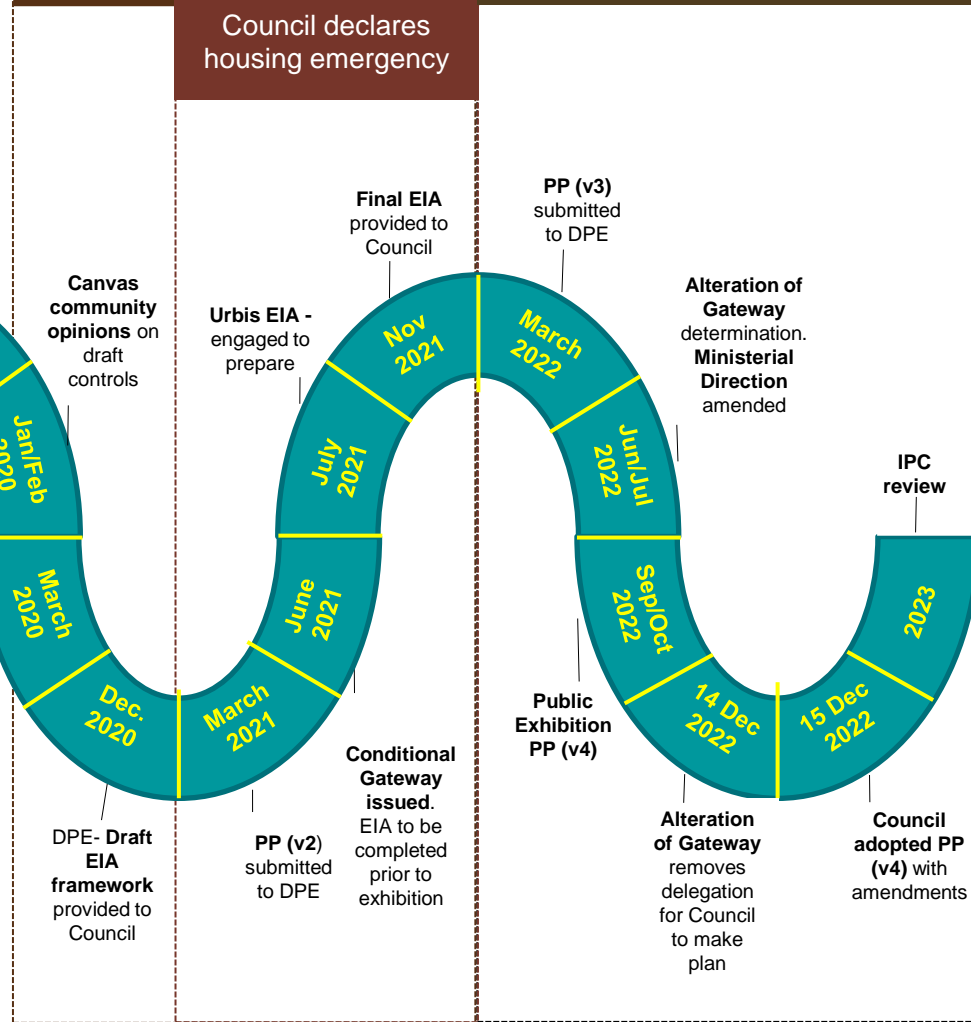 Council declares
housing emergency
Jan/Feb
2020
Canvas
community
opinions on
draft
controls
March
2020
Dec.
2020
DPE- Draft
EIA
framework
provided to
Council
March
2021
PP (v2)
submitted
to DPE
June
2021
Conditional
Gateway
issued.
EIA to be
completed
prior to
exhibition
July
2021
Urbis EIA -
engaged to
prepare
Nov
2021
Final EIA
provided to
Council
March
2022
PP (v3)
submitted
to DPE
Jun/Jul
2022
Alteration of
Gateway
determination.
Ministerial
Direction
amended
Sep/Oct
2022
Public
Exhibition
PP (v4)
14 Dec
2022
Alteration
of Gateway
removes
delegation
for Council
to make
plan
15 Dec
2022
Council
adopted PP
(v4) with
amendments
2023
IPC
review